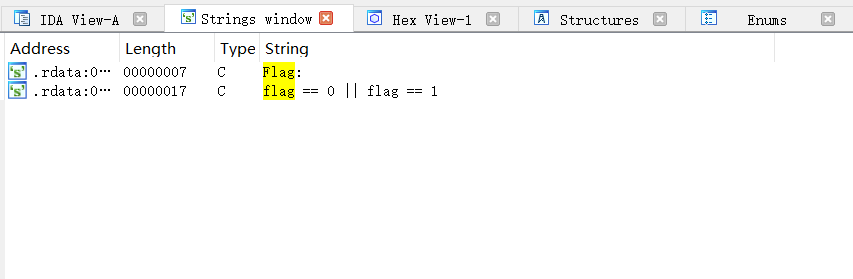 IDA View-A Strings window Hex View-1 Structures Enums
Address Length Type String
.rdata:0… 00000007 C Flag:
.rdata:0… 00000017 C flag == 0 || flag == 1